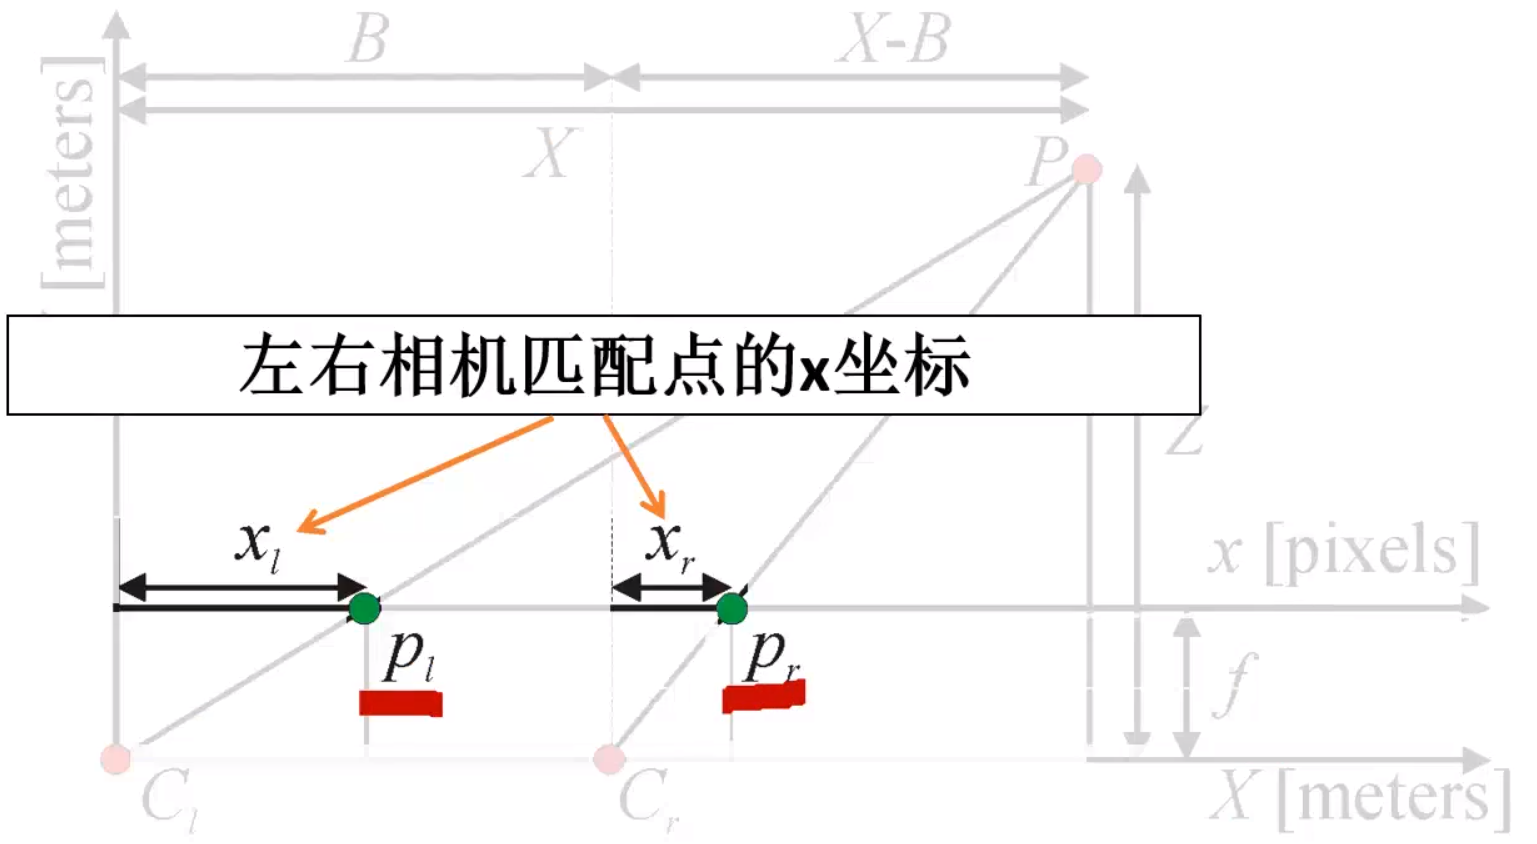 B
X-B
X
P
[meters]
左右相机匹配点的x坐标
Z
x_l
x_r
x [pixels]
p_l
p_r
f
C_l
C_r
X [meters]